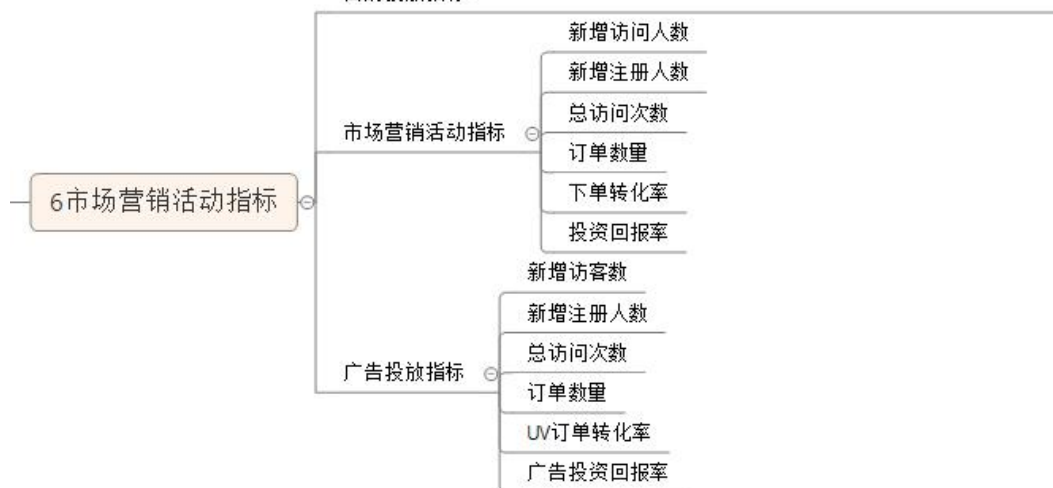 新增访问人数
新增注册人数
总访问次数
市场营销活动指标
订单数量
下单转化率
6市场营销活动指标
投资回报率
新增访客数
新增注册人数
总访问次数
广告投放指标
订单数量
UV订单转化率
广告投资回报率